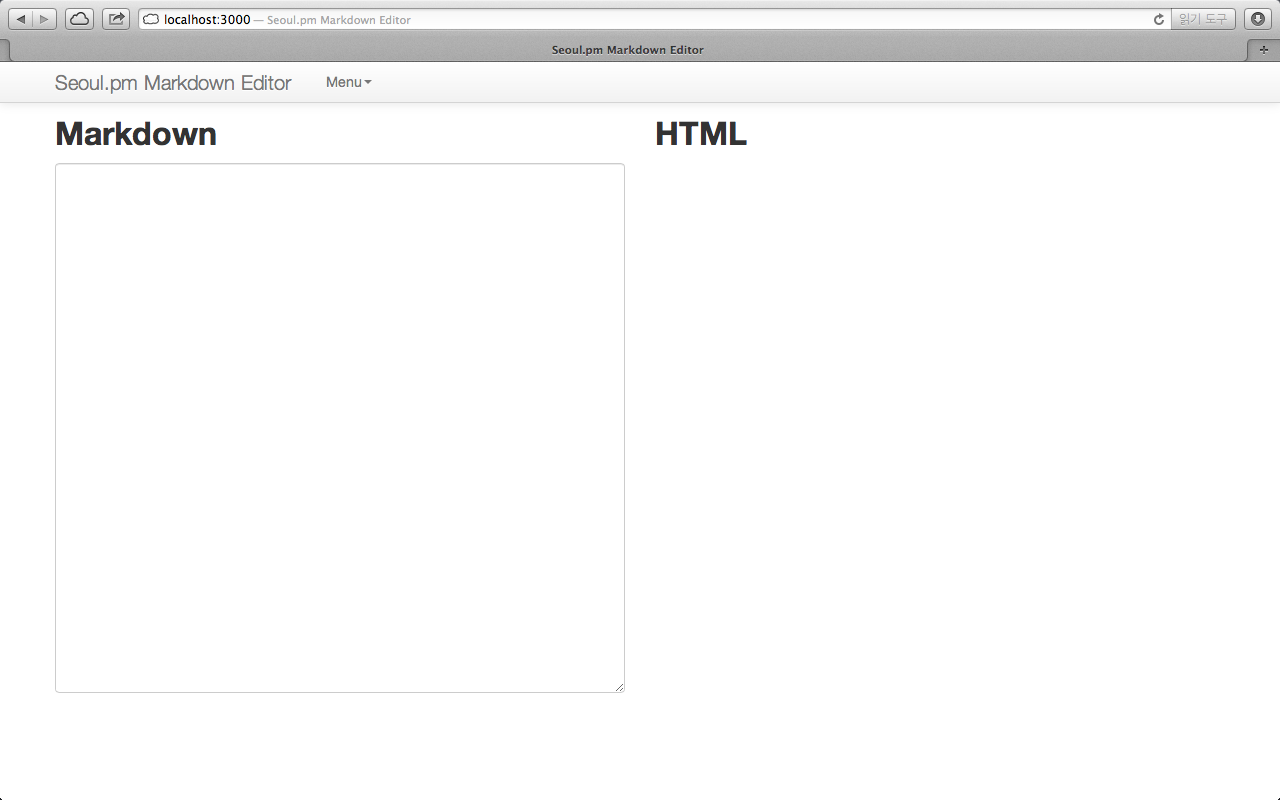 localhost:3000 — Seoul.pm Markdown Editor
읽기 도구
Seoul.pm Markdown Editor
Seoul.pm Markdown Editor Menu
Markdown HTML